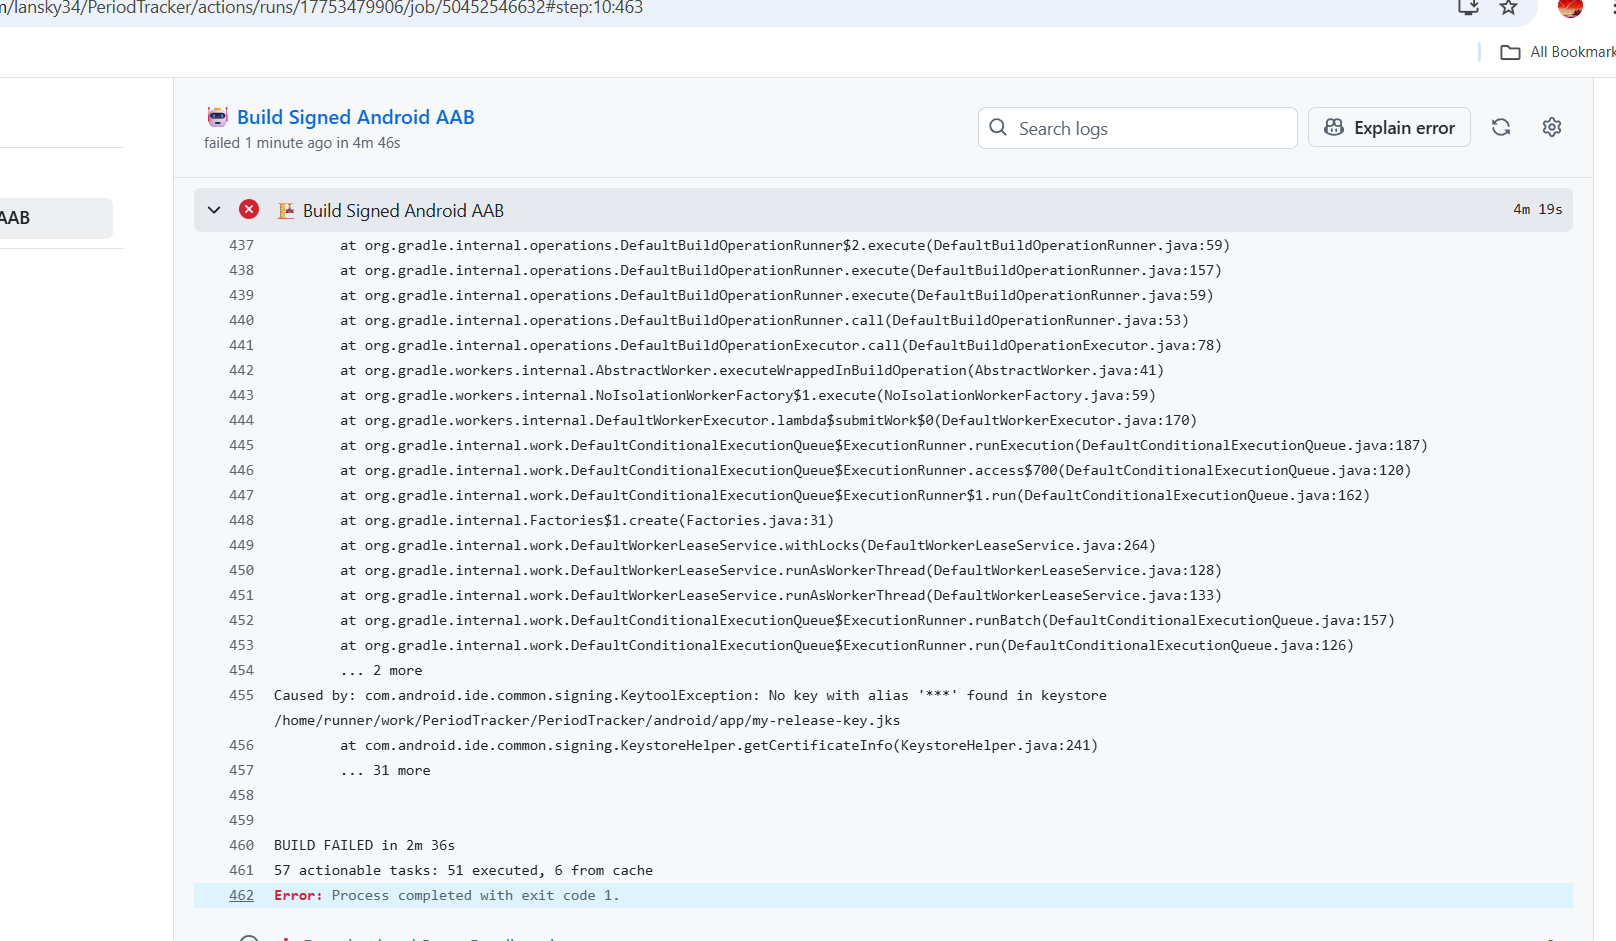 /lansky34/PeriodTracker/actions/runs/17753479906/job/50452546632#step:10:463
All Bookmark
Build Signed Android AAB
failed 1 minute ago in 4m 46s
Search logs
Explain error
AAB
Build Signed Android AAB
4m 19s
437 at org.gradle.internal.operations.DefaultBuildOperationRunner$2.execute(DefaultBuildOperationRunner.java:59)
438 at org.gradle.internal.operations.DefaultBuildOperationRunner.execute(DefaultBuildOperationRunner.java:157)
439 at org.gradle.internal.operations.DefaultBuildOperationRunner.execute(DefaultBuildOperationRunner.java:59)
440 at org.gradle.internal.operations.DefaultBuildOperationRunner.call(DefaultBuildOperationRunner.java:53)
441 at org.gradle.internal.operations.DefaultBuildOperationExecutor.call(DefaultBuildOperationExecutor.java:78)
442 at org.gradle.workers.internal.AbstractWorker.executeWrappedInBuildOperation(AbstractWorker.java:41)
443 at org.gradle.workers.internal.NoIsolationWorkerFactory$1.execute(NoIsolationWorkerFactory.java:59)
444 at org.gradle.workers.internal.DefaultWorkerExecutor.lambda$submitWork$0(DefaultWorkerExecutor.java:170)
445 at org.gradle.internal.work.DefaultConditionalExecutionQueue$ExecutionRunner.runExecution(DefaultConditionalExecutionQueue.java:187)
446 at org.gradle.internal.work.DefaultConditionalExecutionQueue$ExecutionRunner.access$700(DefaultConditionalExecutionQueue.java:120)
447 at org.gradle.internal.work.DefaultConditionalExecutionQueue$ExecutionRunner$1.run(DefaultConditionalExecutionQueue.java:162)
448 at org.gradle.internal.Factories$1.create(Factories.java:31)
449 at org.gradle.internal.work.DefaultWorkerLeaseService.withLocks(DefaultWorkerLeaseService.java:264)
450 at org.gradle.internal.work.DefaultWorkerLeaseService.runAsWorkerThread(DefaultWorkerLeaseService.java:128)
451 at org.gradle.internal.work.DefaultWorkerLeaseService.runAsWorkerThread(DefaultWorkerLeaseService.java:133)
452 at org.gradle.internal.work.DefaultConditionalExecutionQueue$ExecutionRunner.runBatch(DefaultConditionalExecutionQueue.java:157)
453 at org.gradle.internal.work.DefaultConditionalExecutionQueue$ExecutionRunner.run(DefaultConditionalExecutionQueue.java:126)
454 ... 2 more
455 Caused by: com.android.ide.common.signing.KeytoolException: No key with alias '***' found in keystore
/home/runner/work/PeriodTracker/PeriodTracker/android/app/my-release-key.jks
456 at com.android.ide.common.signing.KeystoreHelper.getCertificateInfo(KeystoreHelper.java:241)
457 ... 31 more
458
459
460 BUILD FAILED in 2m 36s
461 57 actionable tasks: 51 executed, 6 from cache
462 Error: Process completed with exit code 1.